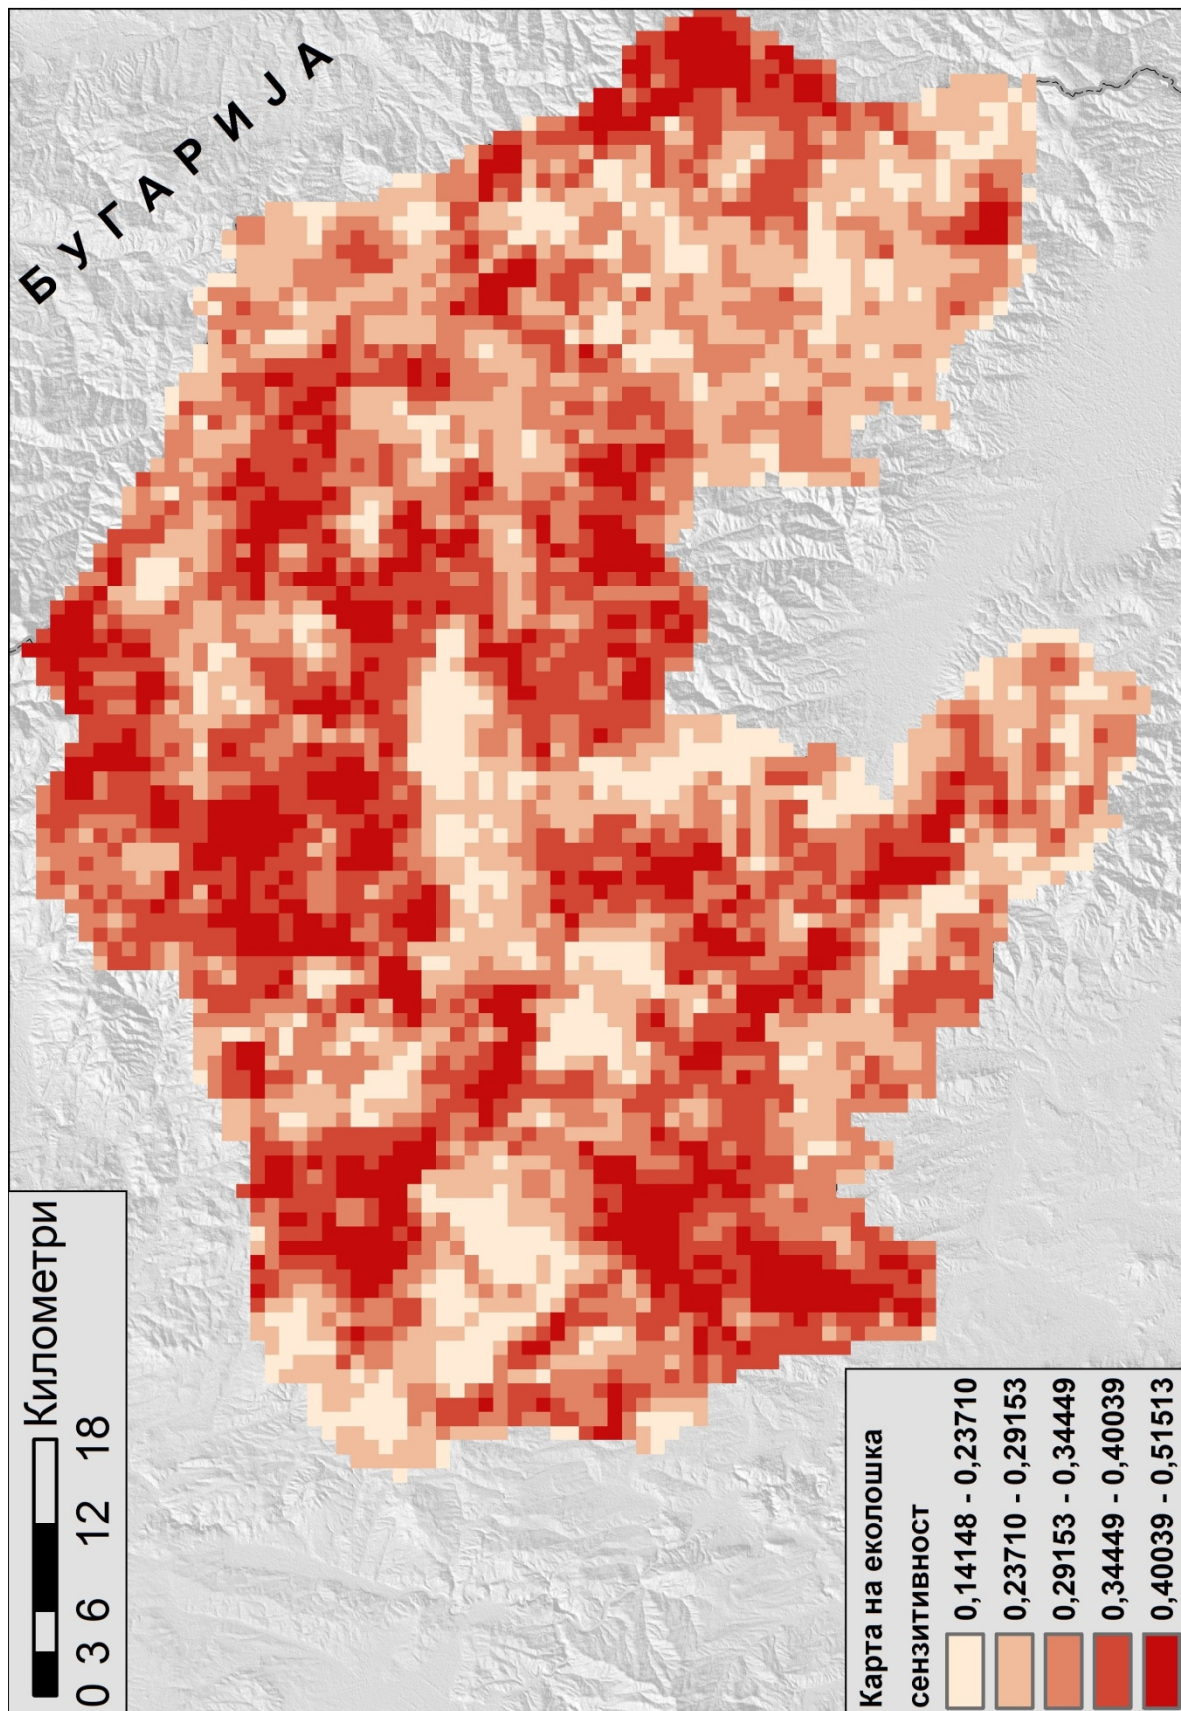 БУГАРИЈА
0 3 6 12 18 Километри
Карта на еколошка
сензитивност
0,14148 - 0,23710
0,23710 - 0,29153
0,29153 - 0,34449
0,34449 - 0,40039
0,40039 - 0,51513